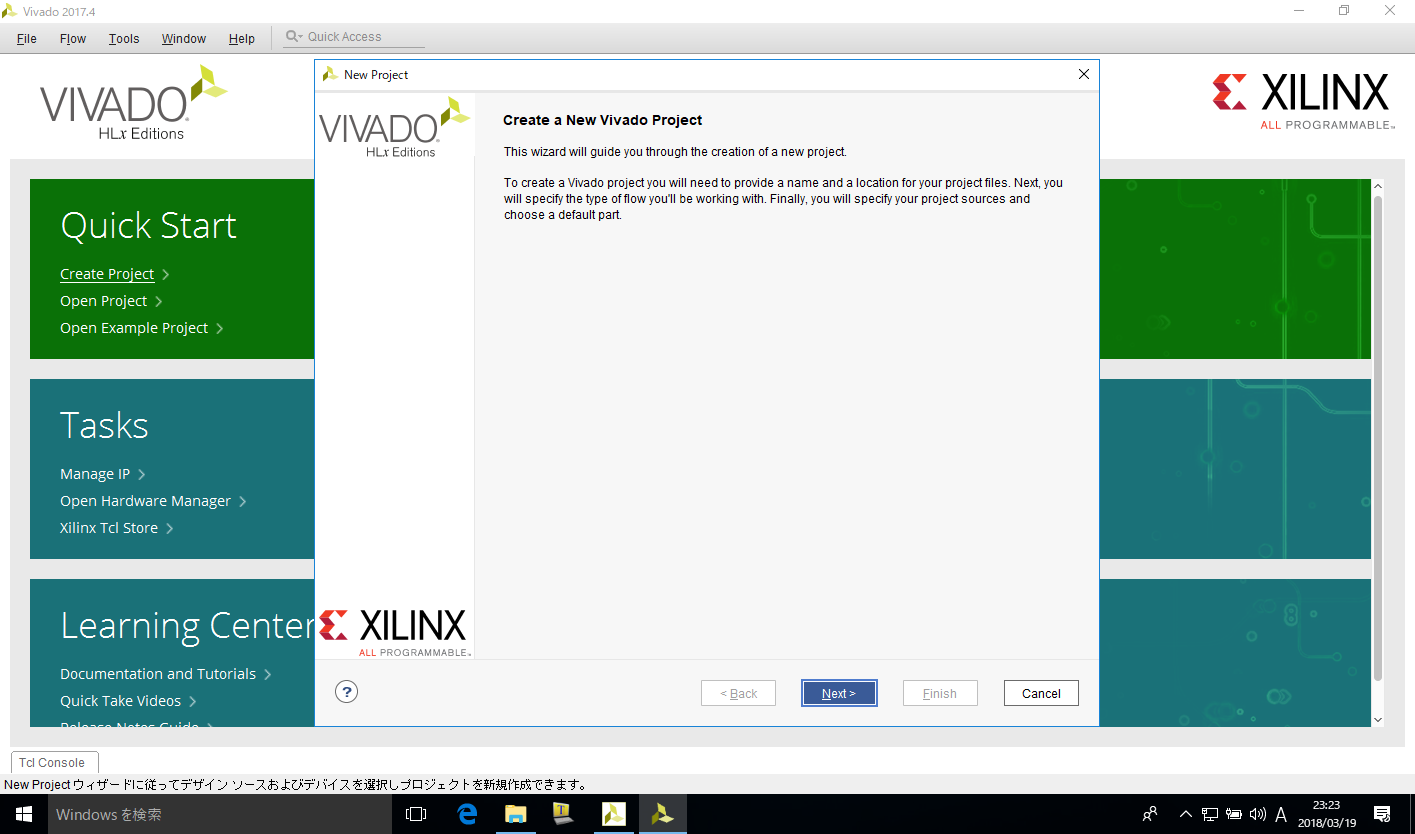 Vivado 2017.4
File Flow Tools Window Help Quick Access
VIVADO
HLx Editions
XILINX
ALL PROGRAMMABLE™
Quick Start
Create Project
Open Project
Open Example Project
Tasks
Manage IP
Open Hardware Manager
Xilinx Tcl Store
Learning Center
Documentation and Tutorials
Quick Take Videos
Release Notes Guide
New Project
VIVADO
HLx Editions
Create a New Vivado Project
This wizard will guide you through the creation of a new project.
To create a Vivado project you will need to provide a name and a location for your project files. Next, you
will specify the type of flow you'll be working with. Finally, you will specify your project sources and
choose a default part.
XILINX
ALL PROGRAMMABLE™
?
< Back Next > Finish Cancel
Tcl Console
New Project ウィザードに従ってデザイン ソースおよびデバイスを選択しプロジェクトを新規作成できます。
Windows を検索
A
23:23
2018/03/19